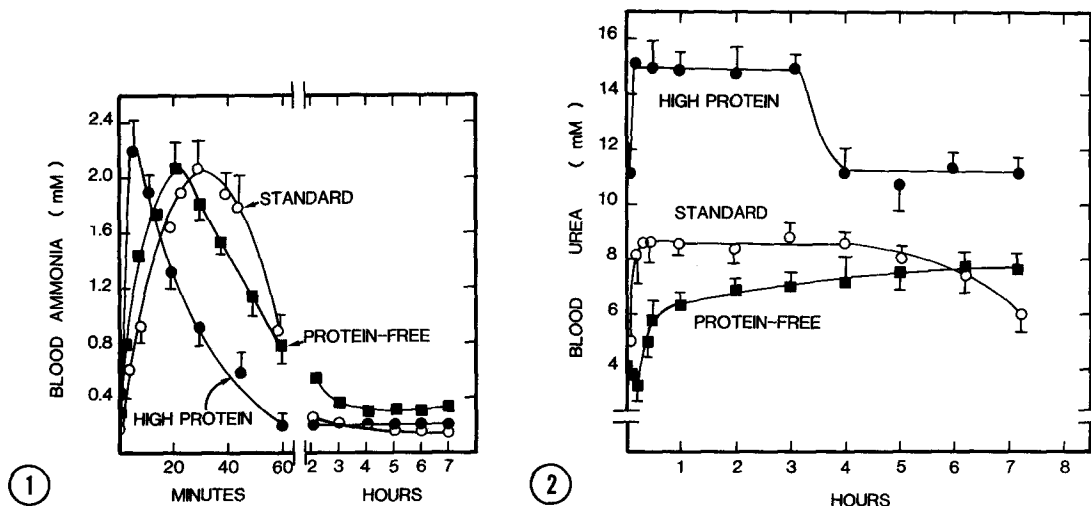 2.4
2.0
1.6
1.2
0.8
0.4
BLOOD AMMONIA ( mM )
STANDARD
PROTEIN-FREE
HIGH PROTEIN
20 40 60 2 3 4 5 6 7
MINUTES HOURS
1
16
14
12
10
8
6
4
BLOOD UREA ( mM )
HIGH PROTEIN
STANDARD
PROTEIN-FREE
1 2 3 4 5 6 7 8
HOURS
2